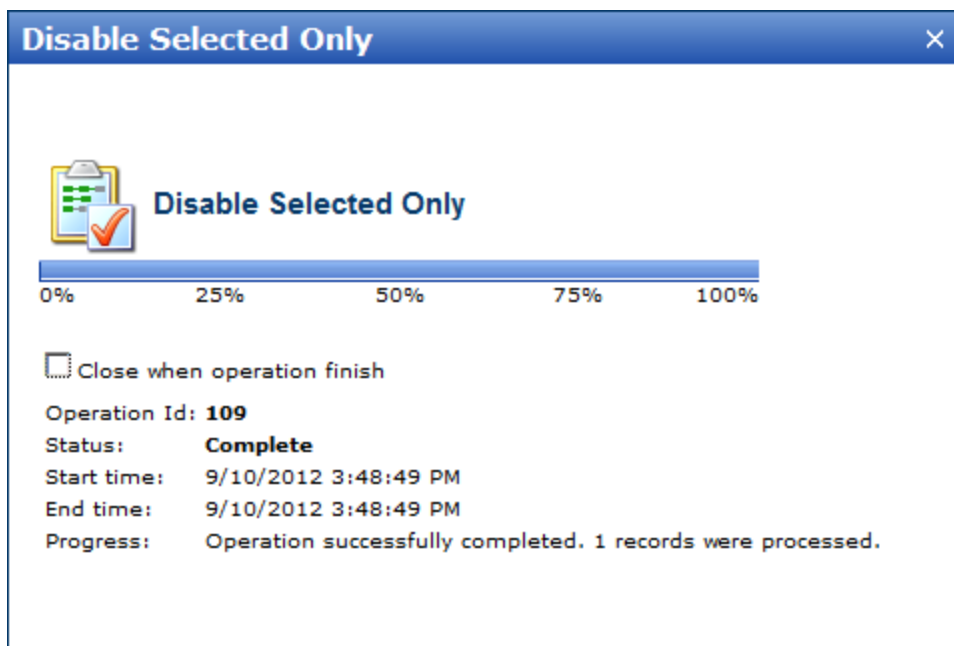 Disable Selected Only
Disable Selected Only
0% 25% 50% 75% 100%
Close when operation finish
Operation Id: 109
Status: Complete
Start time: 9/10/2012 3:48:49 PM
End time: 9/10/2012 3:48:49 PM
Progress: Operation successfully completed. 1 records were processed.